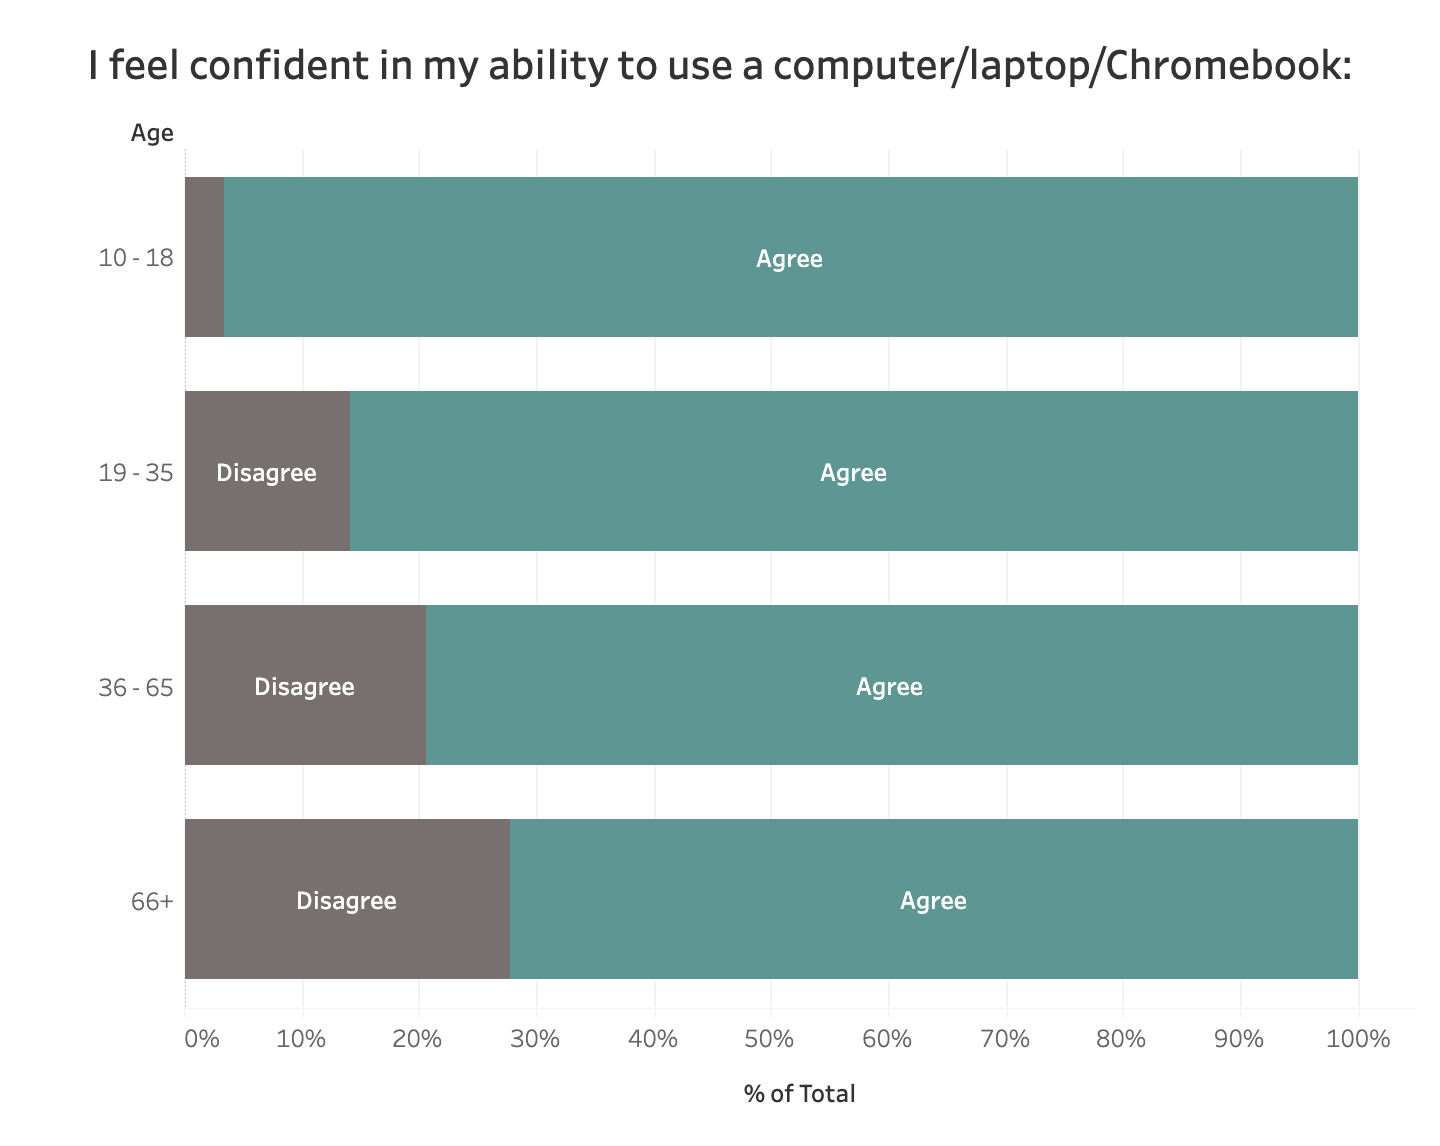 I feel confident in my ability to use a computer/laptop/Chromebook:
Age
10 - 18
Agree
19 - 35
Disagree
Agree
36 - 65
Disagree
Agree
66+
Disagree
Agree
0% 10% 20% 30% 40% 50% 60% 70% 80% 90% 100%
% of Total